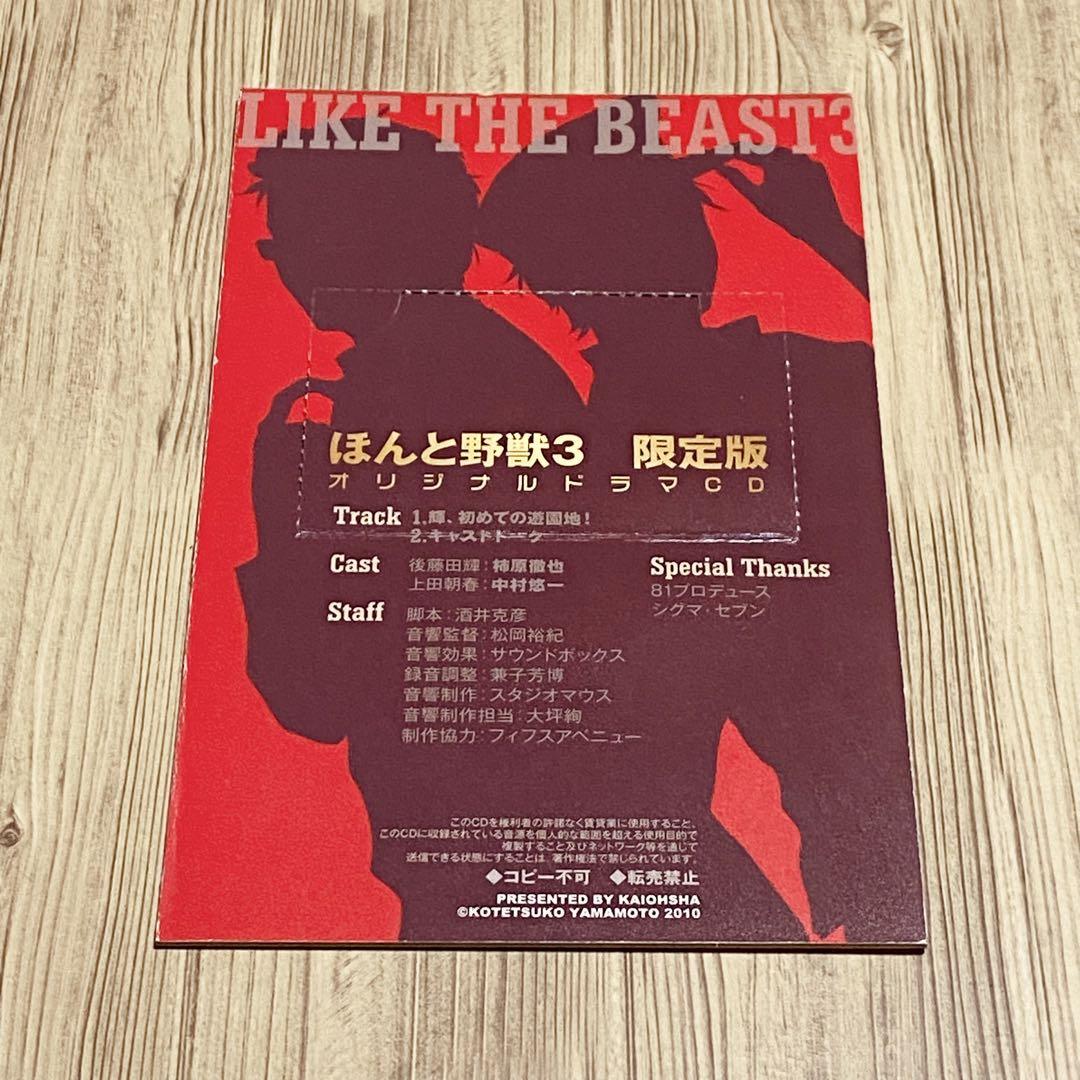 LIKE THE BEAST3
ほんと野獣3 限定版
オリジナルドラマCD
Track 1.輝、初めての遊園地!
2.キャストトーク
Cast 後藤田輝:柿原徹也
上田朝春:中村悠一
Special Thanks
81プロデュース
シグマ・セブン
Staff 脚本:酒井克彦
音響監督:松岡裕紀
音響効果:サウンドボックス
録音調整:兼子芳博
音響制作:スタジオマウス
音響制作担当:大坪絢
制作協力:フィフスアベニュー
このCDを権利者の許諾なく賃貸業に使用すること、
このCDに収録されている音源を個人的な範囲を超える使用目的で
複製すること及びネットワーク等を通じて
送信できる状態にすることは、著作権法で禁じられています。
◆コピー不可 ◆転売禁止
PRESENTED BY KAIOHSHA
©KOTETSUKO YAMAMOTO 2010